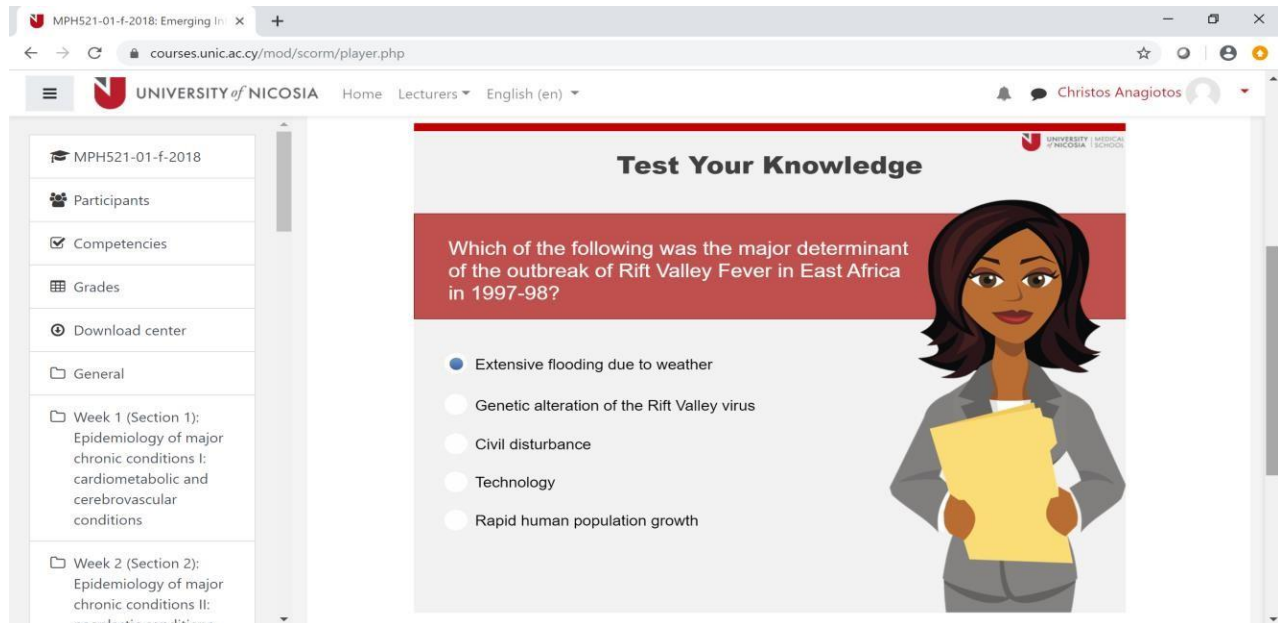 MPH521-01-f-2018: Emerging In
courses.unic.ac.cy/mod/scorm/player.php
UNIVERSITY of NICOSIA Home Lecturers English (en) Christos Anagiotos
MPH521-01-f-2018
Participants
Competencies
Grades
Download center
General
Week 1 (Section 1):
Epidemiology of major
chronic conditions I:
cardiometabolic and
cerebrovascular
conditions
Week 2 (Section 2):
Epidemiology of major
chronic conditions II:
UNIVERSITY MEDICAL
of NICOSIA SCHOOL
Test Your Knowledge
Which of the following was the major determinant
of the outbreak of Rift Valley Fever in East Africa
in 1997-98?
Extensive flooding due to weather
Genetic alteration of the Rift Valley virus
Civil disturbance
Technology
Rapid human population growth